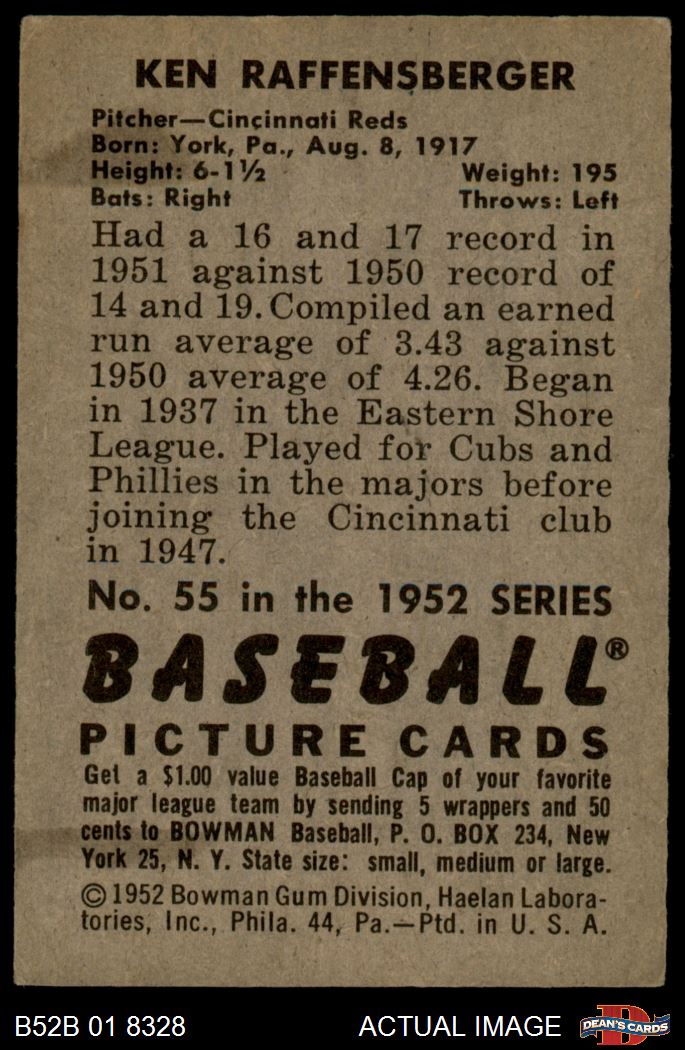 KEN RAFFENSBERGER
Pitcher—Cincinnati Reds
Born: York, Pa., Aug. 8, 1917
Height: 6-1½ Weight: 195
Bats: Right Throws: Left
Had a 16 and 17 record in
1951 against 1950 record of
14 and 19. Compiled an earned
run average of 3.43 against
1950 average of 4.26. Began
in 1937 in the Eastern Shore
League. Played for Cubs and
Phillies in the majors before
joining the Cincinnati club
in 1947.
No. 55 in the 1952 SERIES
BASEBALL®
PICTURE CARDS
Get a $1.00 value Baseball Cap of your favorite
major league team by sending 5 wrappers and 50
cents to BOWMAN Baseball, P. O. BOX 234, New
York 25, N. Y. State size: small, medium or large.
©1952 Bowman Gum Division, Haelan Labora-
tories, Inc., Phila. 44, Pa.—Ptd. in U. S. A.
B52B 01 8328 ACTUAL IMAGE D DEAN'S CARDS